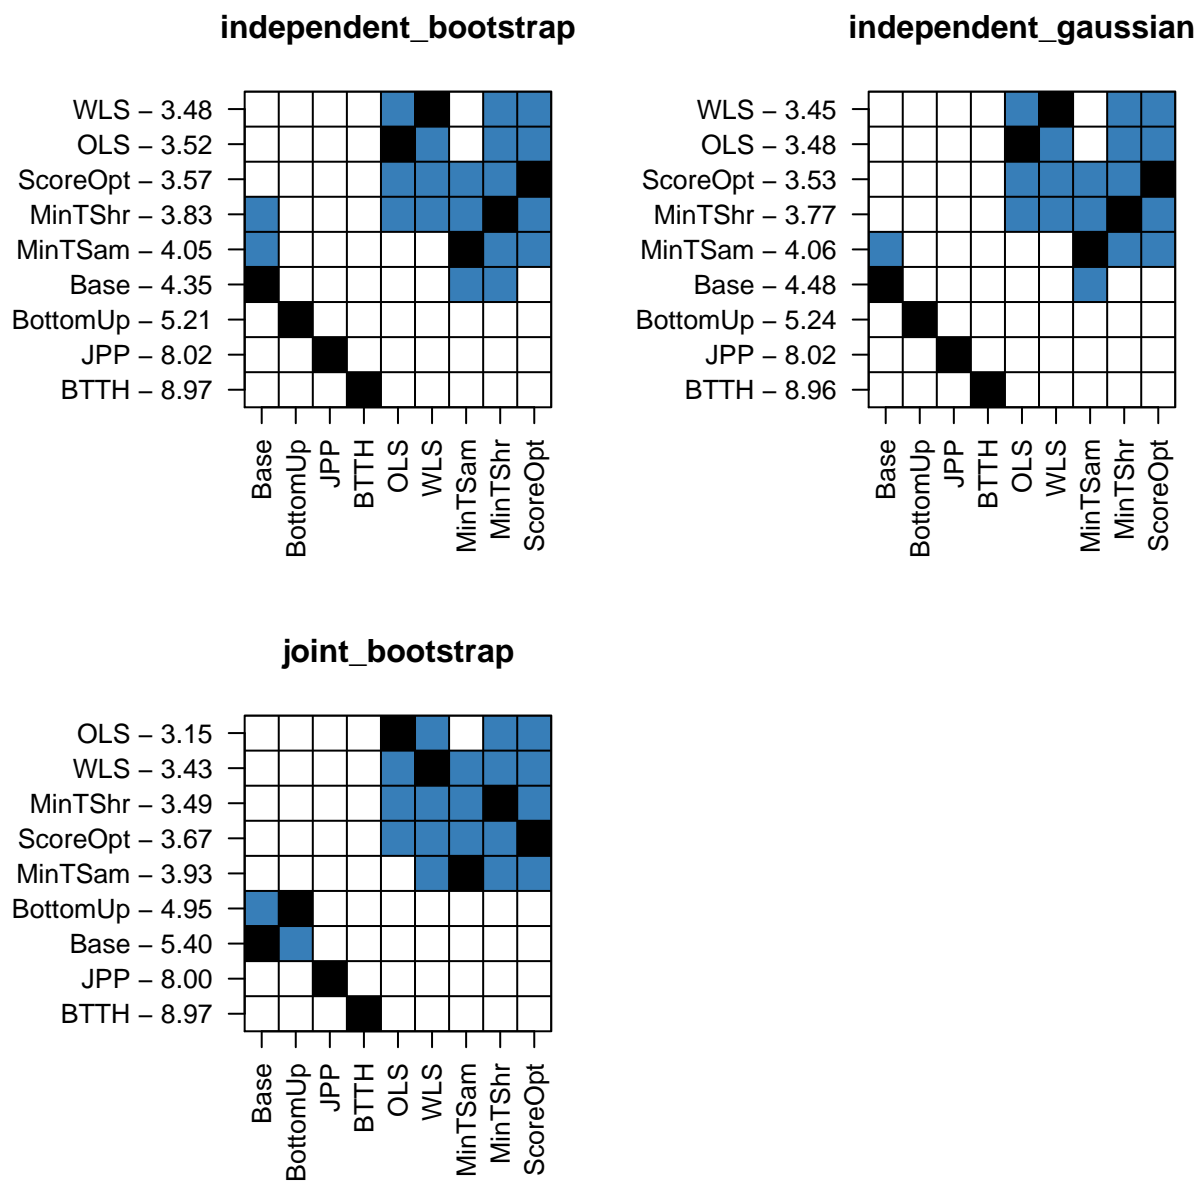 independent_bootstrap
WLS – 3.48
OLS – 3.52
ScoreOpt – 3.57
MinTShr – 3.83
MinTSam – 4.05
Base – 4.35
BottomUp – 5.21
JPP – 8.02
BTTH – 8.97
Base
BottomUp
JPP
BTTH
OLS
WLS
MinTSam
MinTShr
ScoreOpt
independent_gaussian
WLS – 3.45
OLS – 3.48
ScoreOpt – 3.53
MinTShr – 3.77
MinTSam – 4.06
Base – 4.48
BottomUp – 5.24
JPP – 8.02
BTTH – 8.96
Base
BottomUp
JPP
BTTH
OLS
WLS
MinTSam
MinTShr
ScoreOpt
joint_bootstrap
OLS – 3.15
WLS – 3.43
MinTShr – 3.49
ScoreOpt – 3.67
MinTSam – 3.93
BottomUp – 4.95
Base – 5.40
JPP – 8.00
BTTH – 8.97
Base
BottomUp
JPP
BTTH
OLS
WLS
MinTSam
MinTShr
ScoreOpt